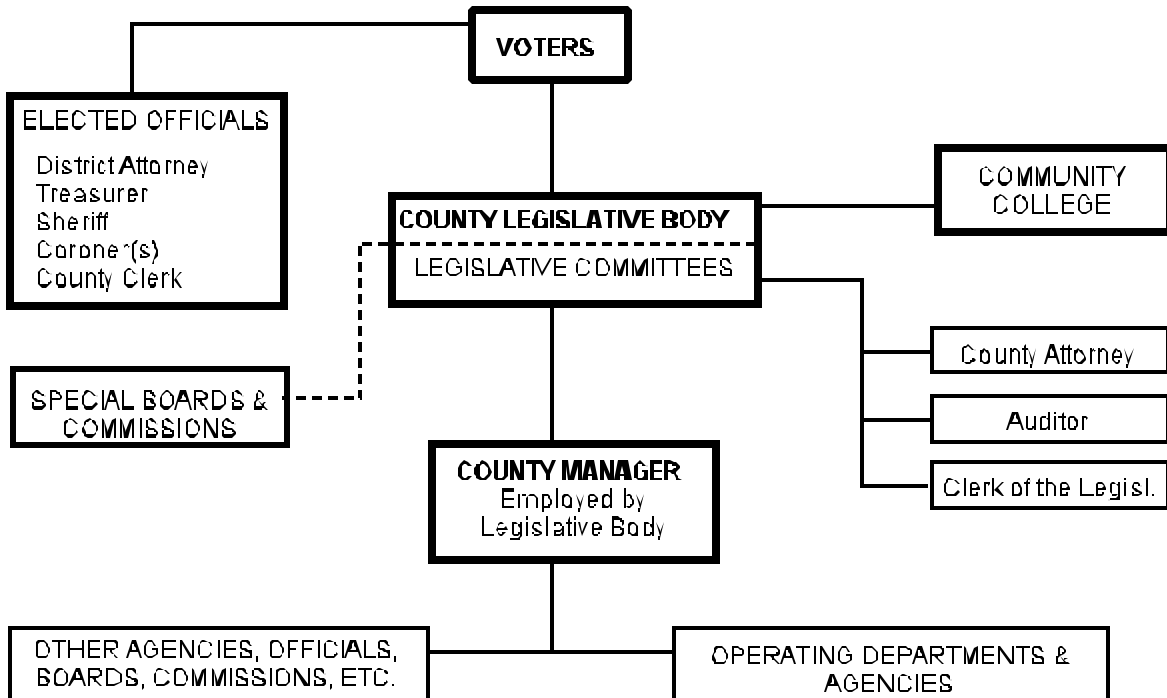 VOTERS
ELECTED OFFICIALS
District Attorney
Treasurer
Sheriff
Coroner(s)
County Clerk
COUNTY LEGISLATIVE BODY
LEGISLATIVE COMMITTEES
COMMUNITY
COLLEGE
SPECIAL BOARDS &
COMMISSIONS
County Attorney
Auditor
Clerk of the Legisl.
COUNTY MANAGER
Employed by
Legislative Body
OTHER AGENCIES, OFFICIALS,
BOARDS, COMMISSIONS, ETC.
OPERATING DEPARTMENTS &
AGENCIES